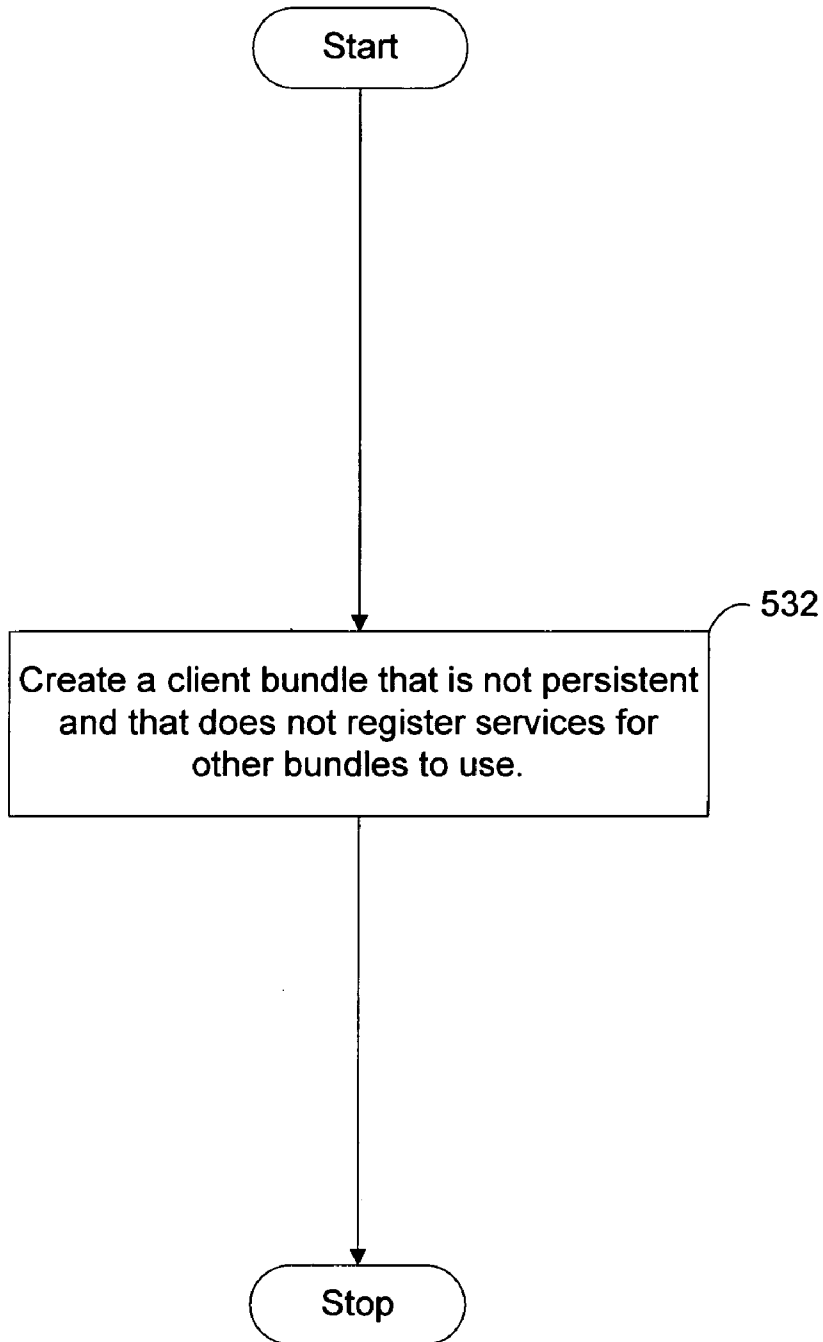 Start
532
Create a client bundle that is not persistent
and that does not register services for
other bundles to use.
Stop